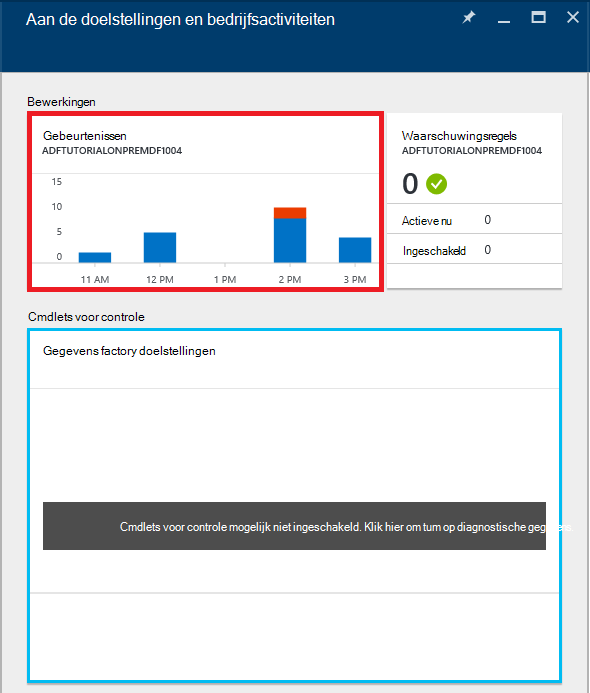 Aan de doelstellingen en bedrijfsactiviteiten
Bewerkingen
Gebeurtenissen
ADFTUTORIALONPREMDF1004
15
10
5
0
11 AM 12 PM 1 PM 2 PM 3 PM
Waarschuwingsregels
ADFTUTORIALONPREMDF1004
0
Actieve nu 0
Ingeschakeld 0
Cmdlets voor controle
Gegevens factory doelstellingen
Cmdlets voor controle mogelijk niet ingeschakeld. Klik hier om tum op diagnostische